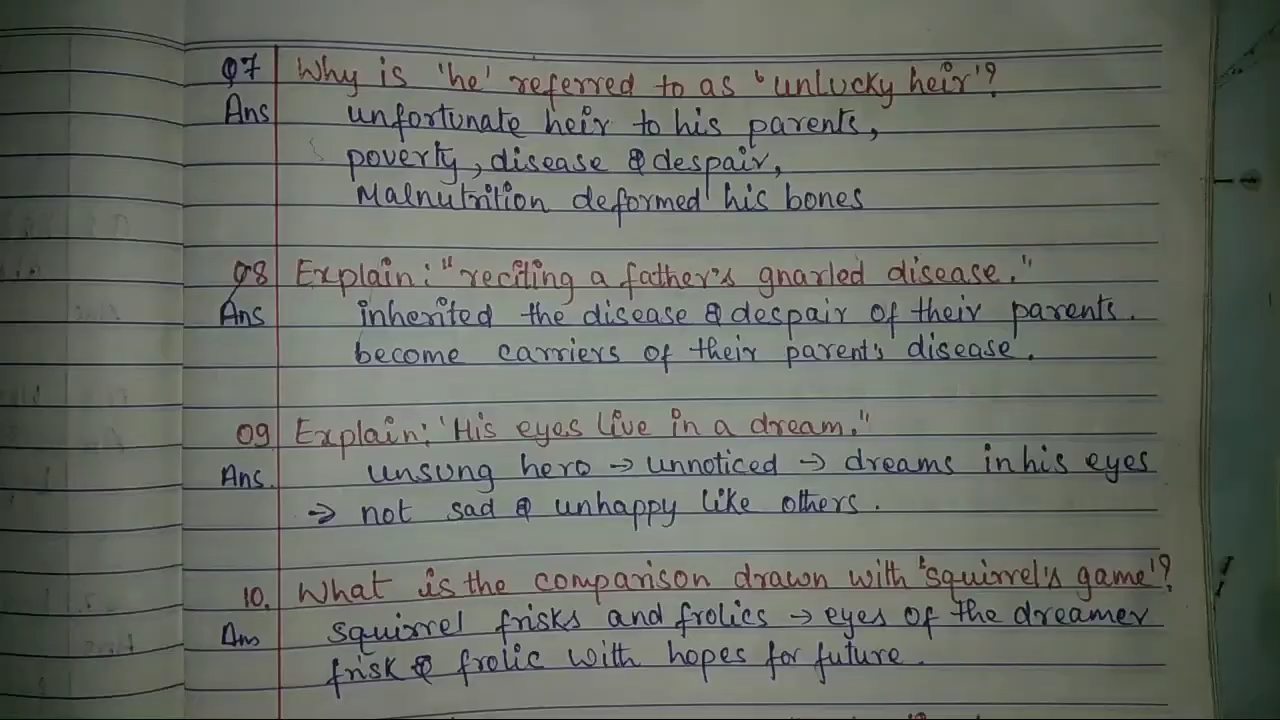 Q7 Why is 'he' referred to as 'unlucky heir'?
Ans unfortunate heir to his parents,
poverty, disease & despair,
Malnutrition deformed his bones
Q8 Explain: "reciting a father's gnarled disease."
Ans inherited the disease & despair of their parents.
become carriers of their parent's disease.
Q9 Explain: 'His eyes live in a dream."
Ans. unsung hero → unnoticed → dreams in his eyes
→ not sad & unhappy like others.
10. What is the comparison drawn with 'squirrel's game'?
Ans squirrel frisks and frolics → eyes of the dreamer
frisk & frolic with hopes for future.